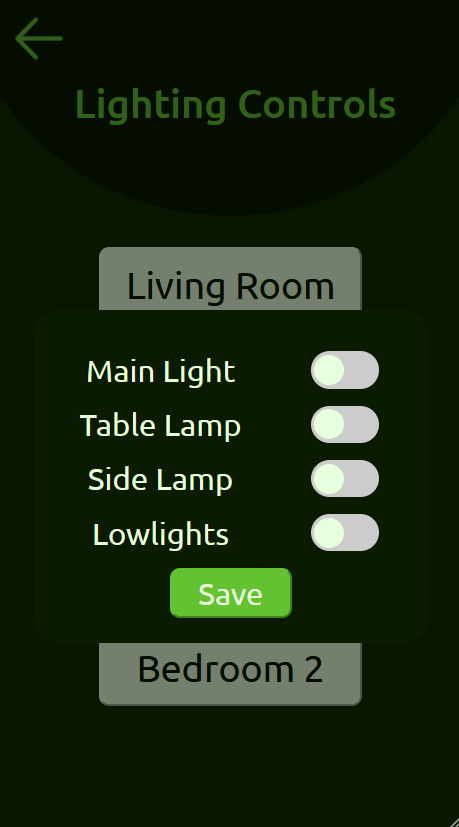 Lighting Controls
Living Room
Main Light
Table Lamp
Side Lamp
Lowlights
Save
Bedroom 2